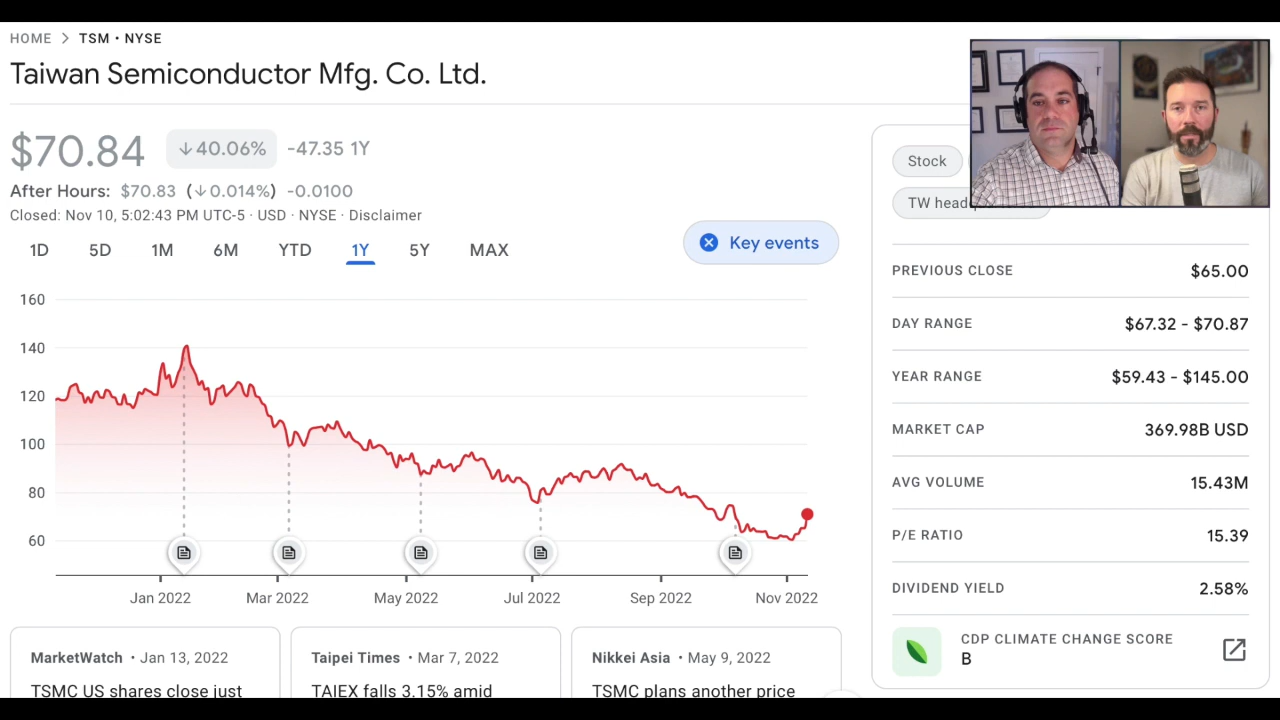 HOME > TSM • NYSE
Taiwan Semiconductor Mfg. Co. Ltd.
$70.84 ↓40.06% -47.35 1Y
After Hours: $70.83 (↓0.014%) -0.0100
Closed: Nov 10, 5:02:43 PM UTC-5 · USD · NYSE · Disclaimer
1D 5D 1M 6M YTD 1Y 5Y MAX
Key events
160
140
120
100
80
60
Jan 2022 Mar 2022 May 2022 Jul 2022 Sep 2022 Nov 2022
MarketWatch • Jan 13, 2022
TSMC US shares close just
Taipei Times • Mar 7, 2022
TAIEX falls 3.15% amid
Nikkei Asia • May 9, 2022
TSMC plans another price
Stock
TW
PREVIOUS CLOSE $65.00
DAY RANGE $67.32 - $70.87
YEAR RANGE $59.43 - $145.00
MARKET CAP 369.98B USD
AVG VOLUME 15.43M
P/E RATIO 15.39
DIVIDEND YIELD 2.58%
CDP CLIMATE CHANGE SCORE
B